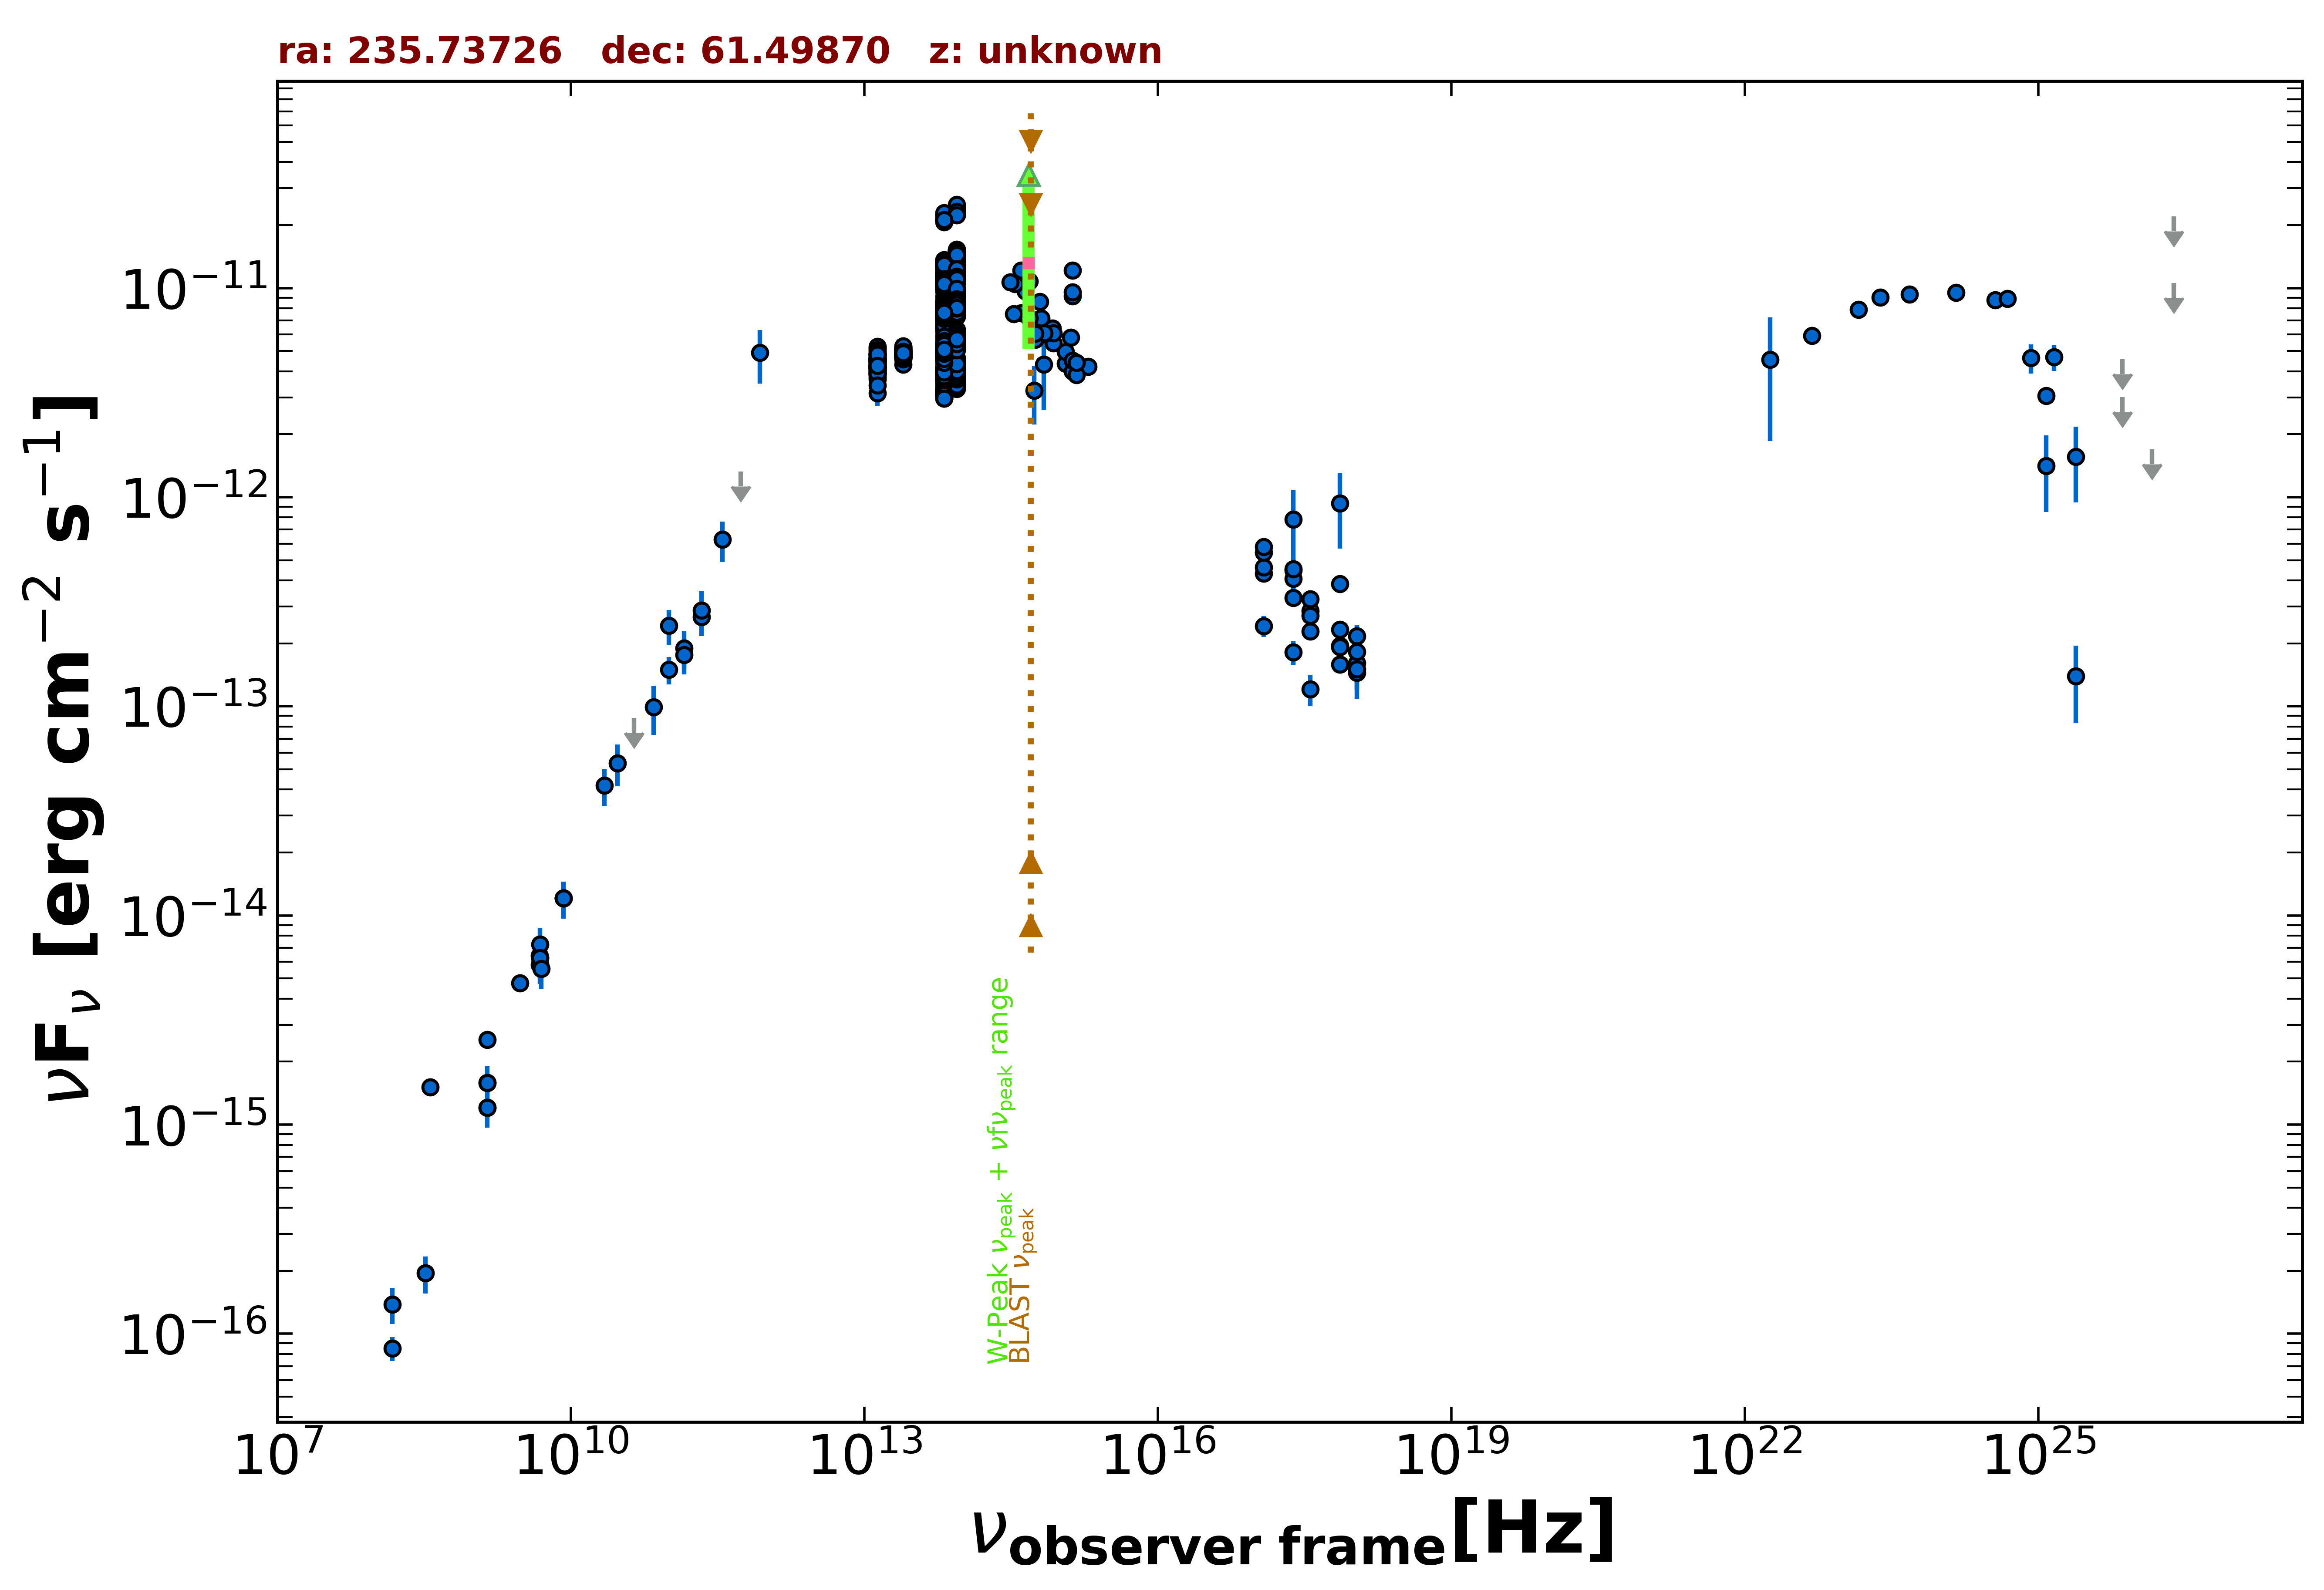 ra: 235.73726 dec: 61.49870 z: unknown
νFν [erg cm⁻² s⁻¹]
10⁻¹¹
10⁻¹²
10⁻¹³
10⁻¹⁴
10⁻¹⁵
10⁻¹⁶
W-Peak νpeak + νfνpeak range
BLAST νpeak
10⁷ 10¹⁰ 10¹³ 10¹⁶ 10¹⁹ 10²² 10²⁵
νobserver frame[Hz]